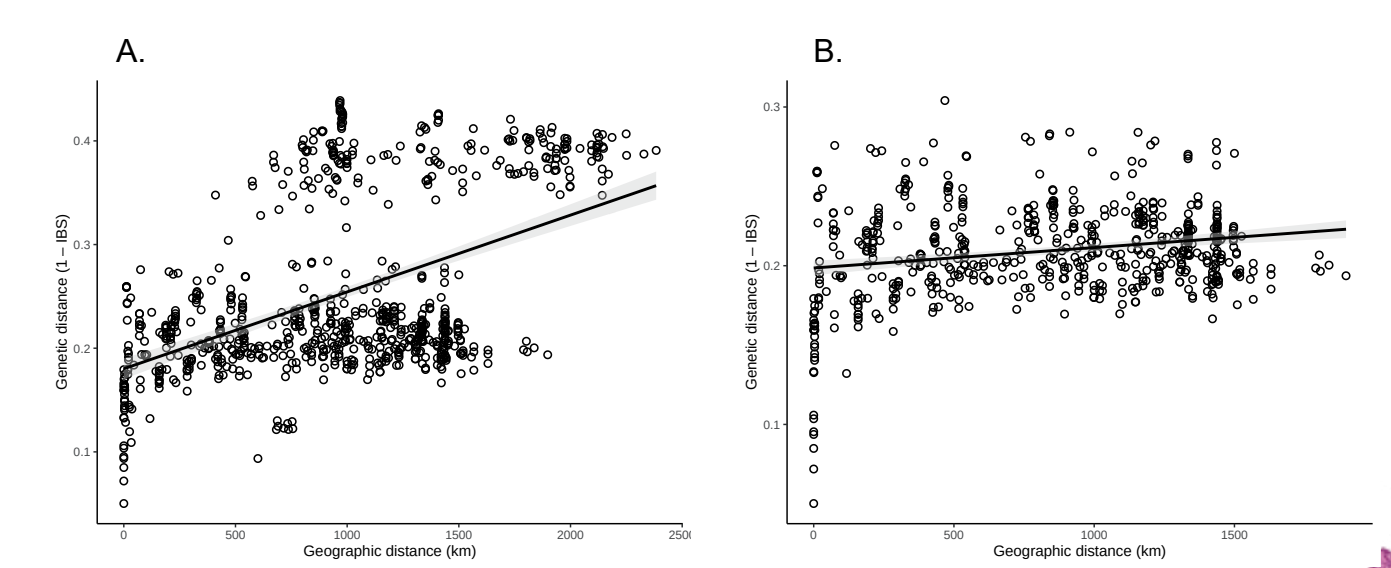 A.
Genetic distance (1 – IBS)
0.4
0.3
0.2
0.1
0 500 1000 1500 2000 250
Geographic distance (km)
B.
Genetic distance (1 – IBS)
0.3
0.2
0.1
0 500 1000 1500
Geographic distance (km)